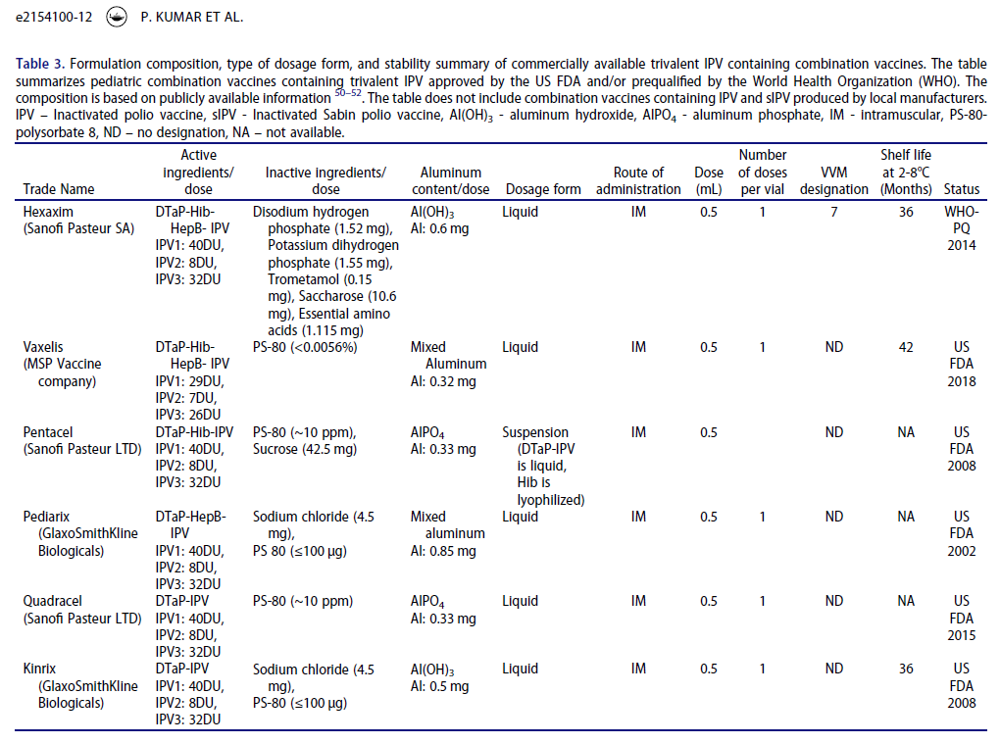 e2154100-12 P. KUMAR ET AL.
Table 3. Formulation composition, type of dosage form, and stability summary of commercially available trivalent IPV containing combination vaccines. The table
summarizes pediatric combination vaccines containing trivalent IPV approved by the US FDA and/or prequalified by the World Health Organization (WHO). The
composition is based on publicly available information 50–52. The table does not include combination vaccines containing IPV and sIPV produced by local manufacturers.
IPV – Inactivated polio vaccine, sIPV - Inactivated Sabin polio vaccine, Al(OH)3 - aluminum hydroxide, AlPO4 - aluminum phosphate, IM - intramuscular, PS-80-
polysorbate 8, ND – no designation, NA – not available.
Active Number Shelf life
ingredients/ Inactive ingredients/ Aluminum Route of Dose of doses VVM at 2-8°C
Trade Name dose dose content/dose Dosage form administration (mL) per vial designation (Months) Status
Hexaxim DTaP-Hib- Disodium hydrogen Al(OH)3 Liquid IM 0.5 1 7 36 WHO-
(Sanofi Pasteur SA) HepB- IPV phosphate (1.52 mg), Al: 0.6 mg PQ
IPV1: 40DU, Potassium dihydrogen 2014
IPV2: 8DU, phosphate (1.55 mg),
IPV3: 32DU Trometamol (0.15
mg), Saccharose (10.6
mg), Essential amino
acids (1.115 mg)
Vaxelis DTaP-Hib- PS-80 (<0.0056%) Mixed Liquid IM 0.5 1 ND 42 US
(MSP Vaccine HepB- IPV Aluminum FDA
company) IPV1: 29DU, Al: 0.32 mg 2018
IPV2: 7DU,
IPV3: 26DU
Pentacel DTaP-Hib-IPV PS-80 (~10 ppm), AlPO4 Suspension IM 0.5 ND NA US
(Sanofi Pasteur LTD) IPV1: 40DU, Sucrose (42.5 mg) Al: 0.33 mg (DTaP-IPV FDA
IPV2: 8DU, is liquid, 2008
IPV3: 32DU Hib is
lyophilized)
Pediarix DTaP-HepB- Sodium chloride (4.5 Mixed Liquid IM 0.5 1 ND NA US
(GlaxoSmithKline IPV mg), aluminum FDA
Biologicals) IPV1: 40DU, PS 80 (≤100 µg) Al: 0.85 mg 2002
IPV2: 8DU,
IPV3: 32DU
Quadracel DTaP-IPV PS-80 (~10 ppm) AlPO4 Liquid IM 0.5 1 ND NA US
(Sanofi Pasteur LTD) IPV1: 40DU, Al: 0.33 mg FDA
IPV2: 8DU, 2015
IPV3: 32DU
Kinrix DTaP-IPV Sodium chloride (4.5 Al(OH)3 Liquid IM 0.5 1 ND 36 US
(GlaxoSmithKline IPV1: 40DU, mg), Al: 0.5 mg FDA
Biologicals) IPV2: 8DU, PS-80 (≤100 µg) 2008
IPV3: 32DU